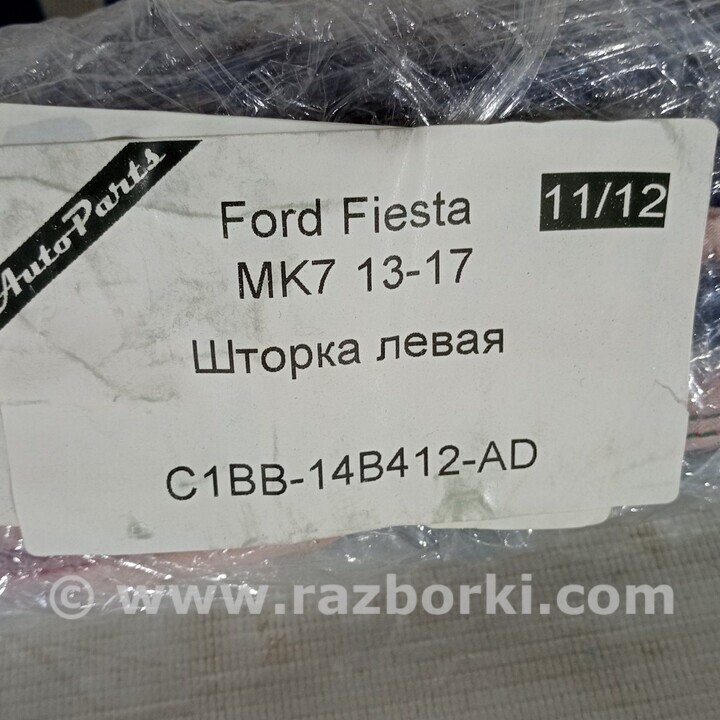 AutoParts
Ford Fiesta
11/12
MK7 13-17
Шторка левая
C1BB-14B412-AD
© www.razborki.com